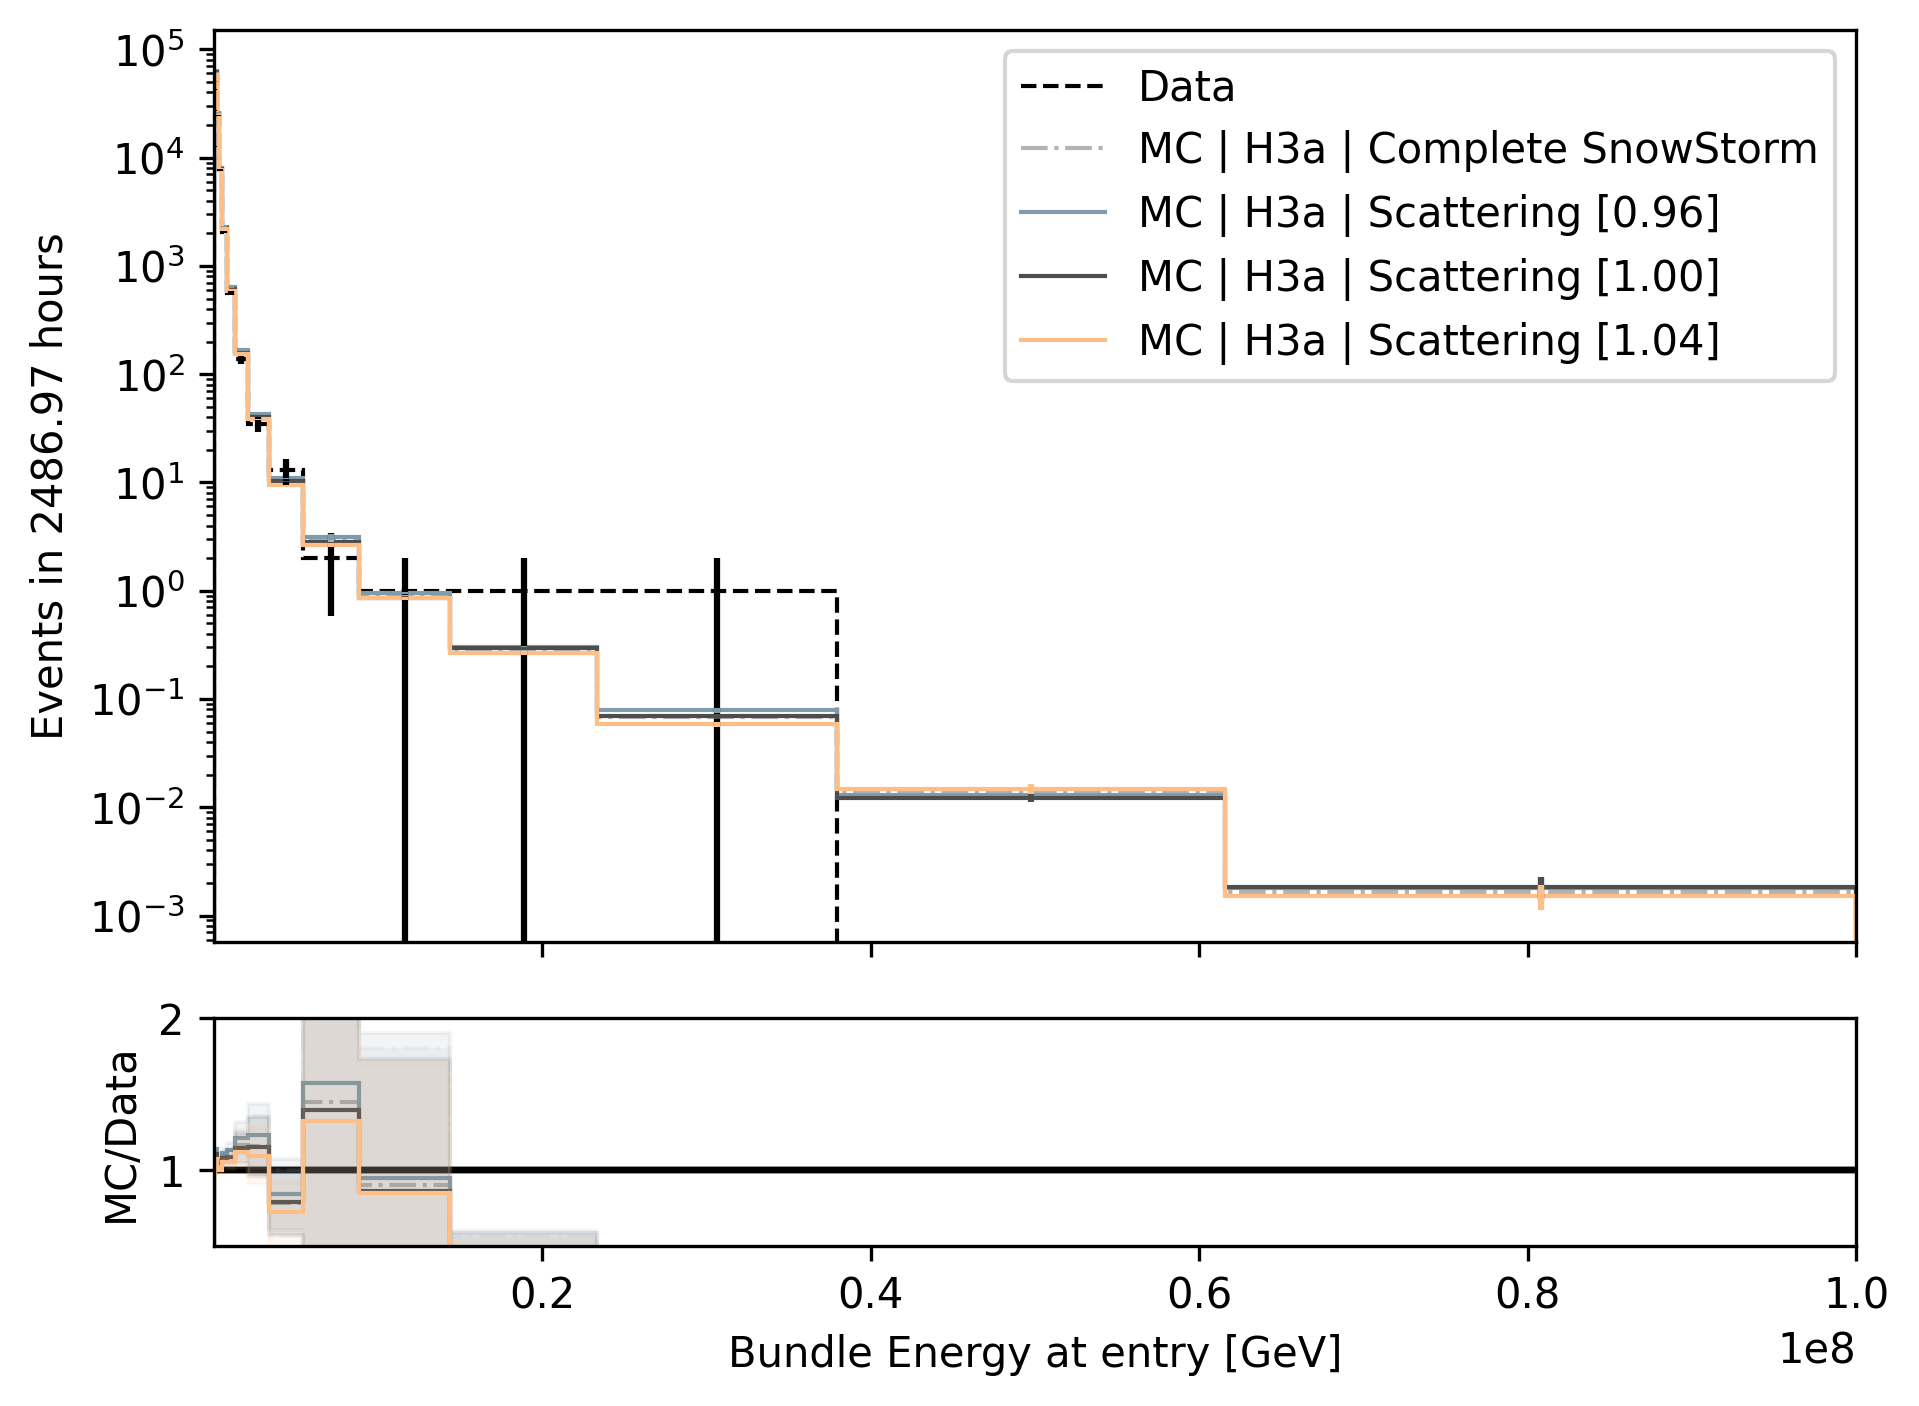 10^5
10^4
10^3
10^2
10^1
10^0
10^−1
10^−2
10^−3
Events in 2486.97 hours
Data
MC | H3a | Complete SnowStorm
MC | H3a | Scattering [0.96]
MC | H3a | Scattering [1.00]
MC | H3a | Scattering [1.04]
2
1
MC/Data
0.2 0.4 0.6 0.8 1.0
1e8
Bundle Energy at entry [GeV]